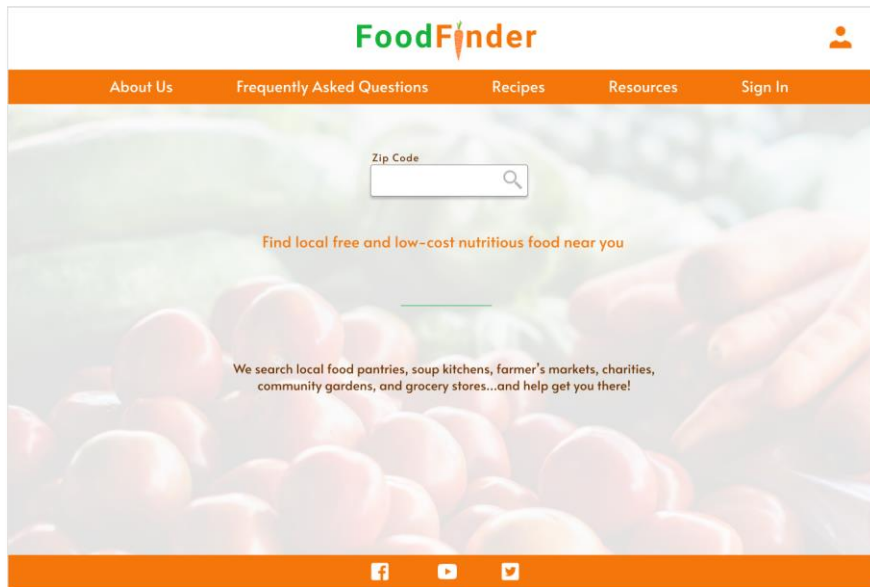 FoodFinder
About Us Frequently Asked Questions Recipes Resources Sign In
Zip Code
Find local free and low-cost nutritious food near you
We search local food pantries, soup kitchens, farmer's markets, charities,
community gardens, and grocery stores...and help get you there!